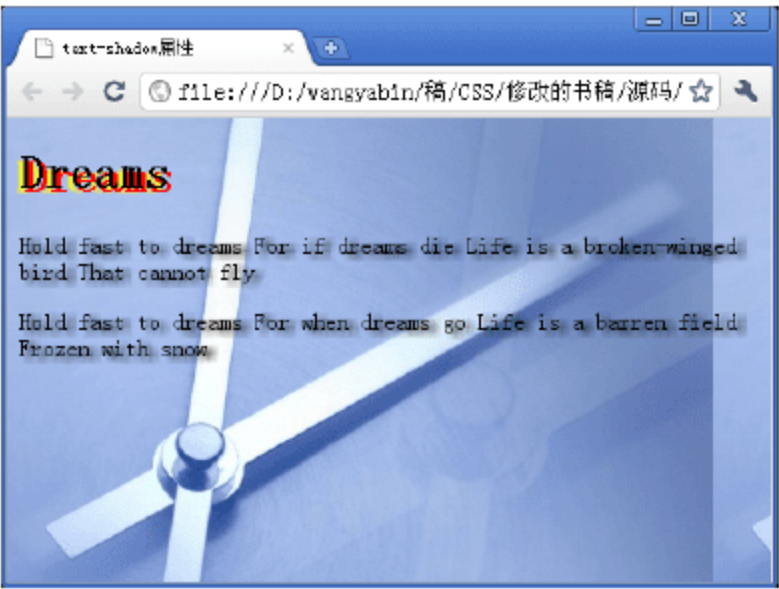 text-shadow属性
file:///D:/wangyabin/稿/CSS/修改的书稿/源码/
Dreams
Hold fast to dreams For if dreams die Life is a broken-winged
bird That cannot fly
Hold fast to dreams For when dreams go Life is a barren field
Frozen with snow